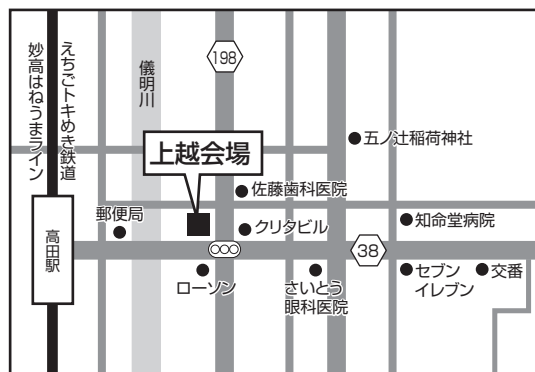 えちごトキめき鉄道
妙高はねうまライン
儀明川
198
上越会場
五ノ辻稲荷神社
佐藤歯科医院
郵便局
クリタビル
知命堂病院
高田駅
38
ローソン
さいとう
眼科医院
セブン
イレブン
交番